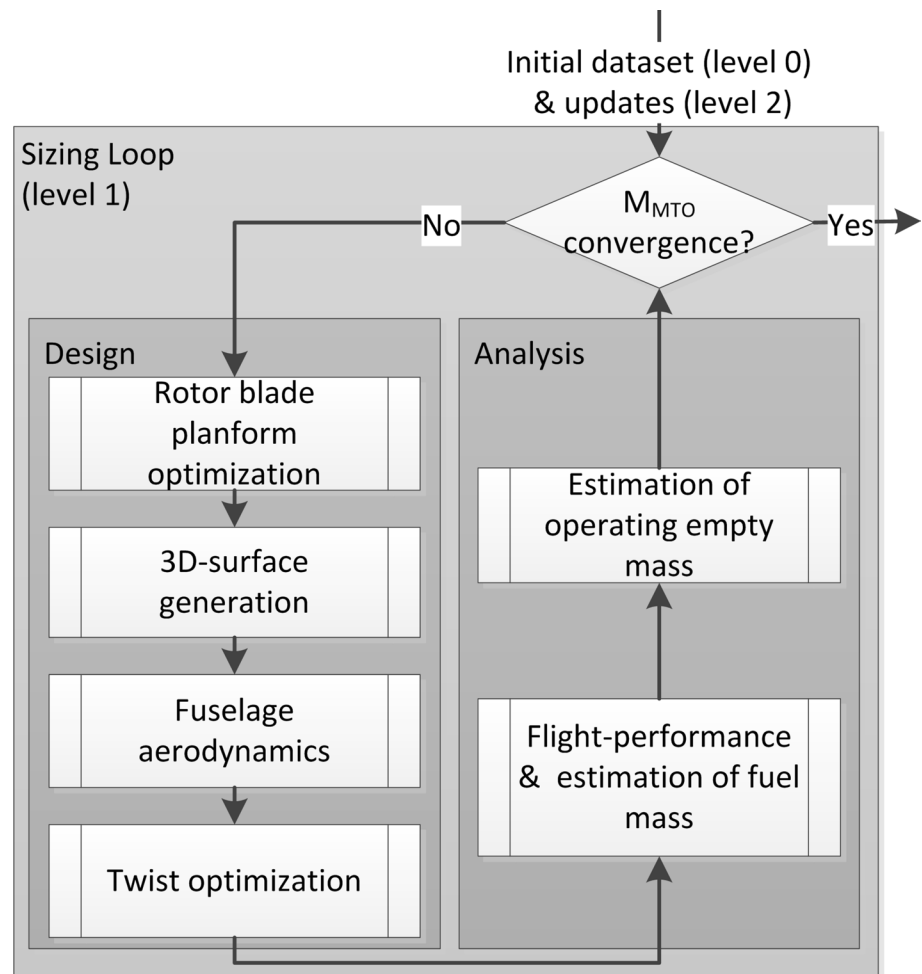 Initial dataset (level 0)
& updates (level 2)
Sizing Loop
(level 1)
M_MTO
convergence?
No
Yes
Design
Rotor blade
planform
optimization
3D-surface
generation
Fuselage
aerodynamics
Twist optimization
Analysis
Estimation of
operating empty
mass
Flight-performance
& estimation of fuel
mass